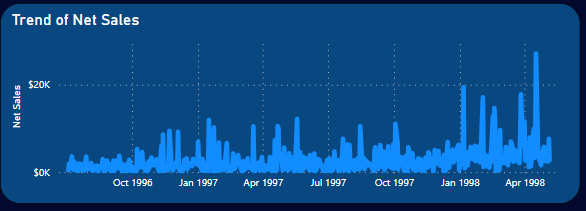 Trend of Net Sales
$20K
Net Sales
$0K
Oct 1996 Jan 1997 Apr 1997 Jul 1997 Oct 1997 Jan 1998 Apr 1998